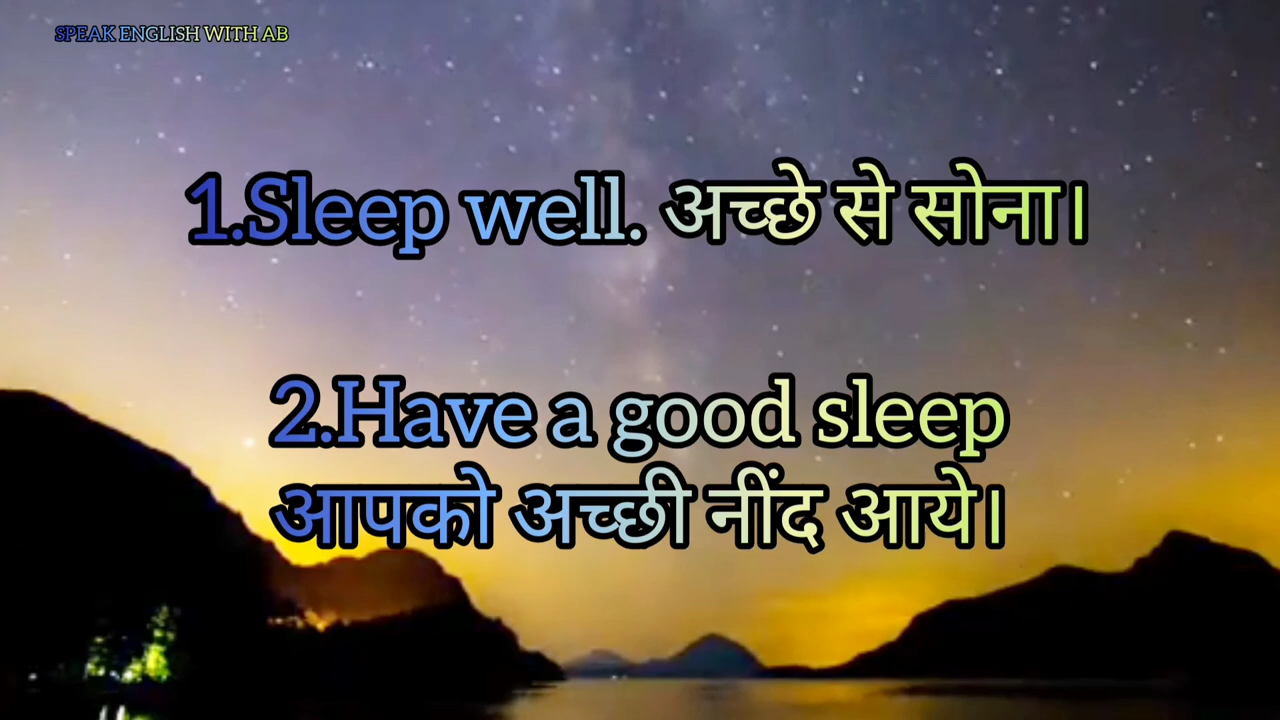 SPEAK ENGLISH WITH AB
1.Sleep well. अच्छे से सोना।
2.Have a good sleep
आपको अच्छी नींद आये।